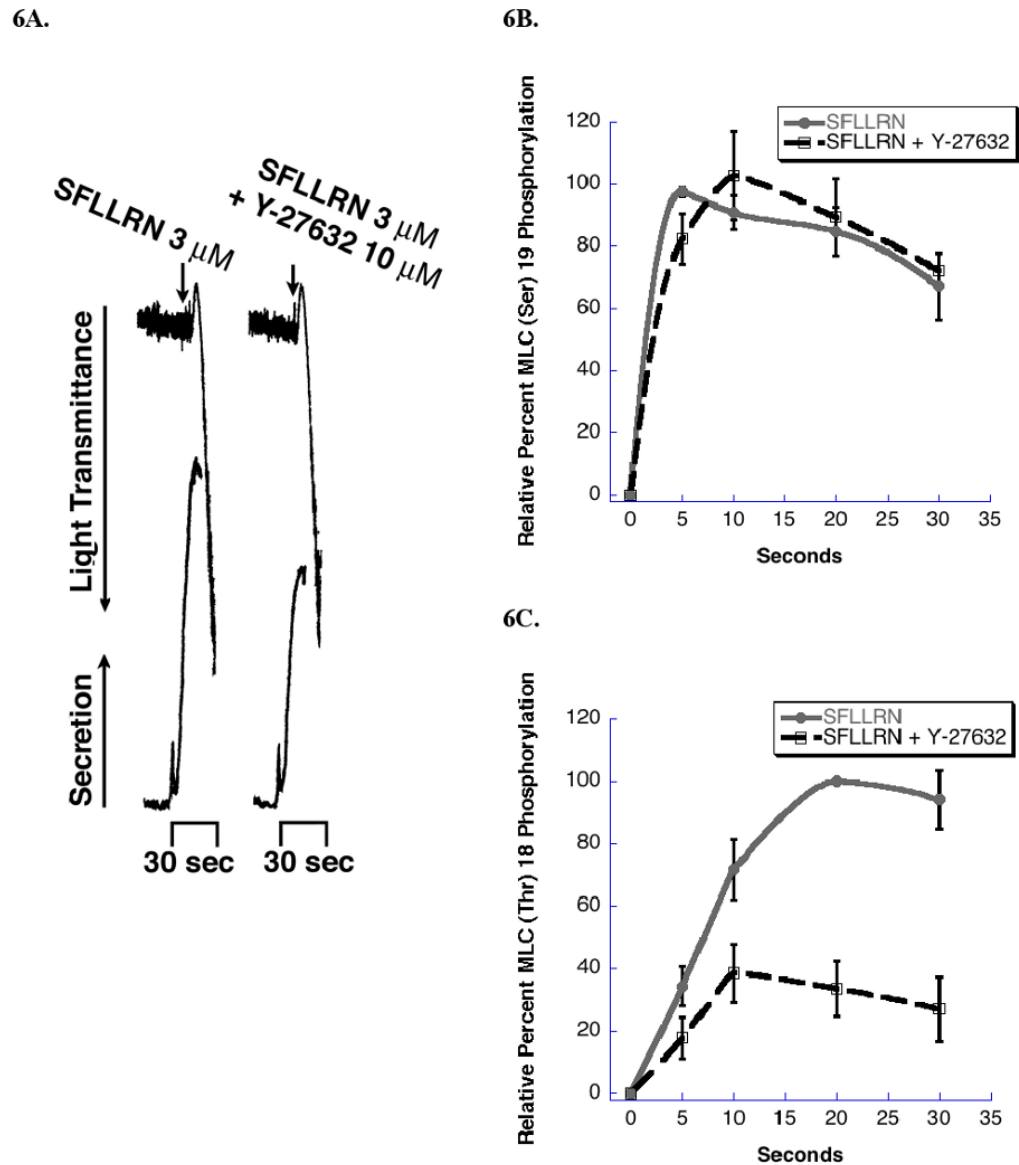 6A.
SFLLRN 3 μM
SFLLRN 3 μM
+ Y-27632 10 μM
Light Transmittance
Secretion
30 sec
30 sec
6B.
Relative Percent MLC (Ser) 19 Phosphorylation
SFLLRN
SFLLRN + Y-27632
120
100
80
60
40
20
0
0 5 10 15 20 25 30 35
Seconds
6C.
Relative Percent MLC (Thr) 18 Phosphorylation
SFLLRN
SFLLRN + Y-27632
120
100
80
60
40
20
0
0 5 10 15 20 25 30 35
Seconds